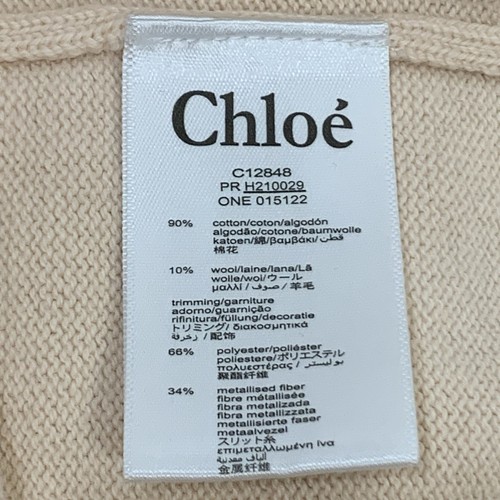 Chloé
C12848
PR H210029
ONE 015122
90% cotton/coton/algodón
algodão/cotone/baumwolle
katoen/綿/βαμβάκι/قطن
棉花
10% wool/laine/lana/Lã
wolle/wol/ウール
μαλλί / صوف / 羊毛
trimming/garniture
adorno/guarnição
rifinitura/füllung/decoratie
トリミング/ διακοσμητικά
زخرفة / 配饰
66% polyester/poliéster
poliestere/ポリエステル
πολυεστέρας / بوليستر
聚酯纤维
34% metallised fiber
fibre métallisée
fibra metalizada
fibra metallizzata
metallisierte faser
metaalvezel
スリット糸
επιμεταλλωμένη ίνα
ألياف معدنية
金属纤维